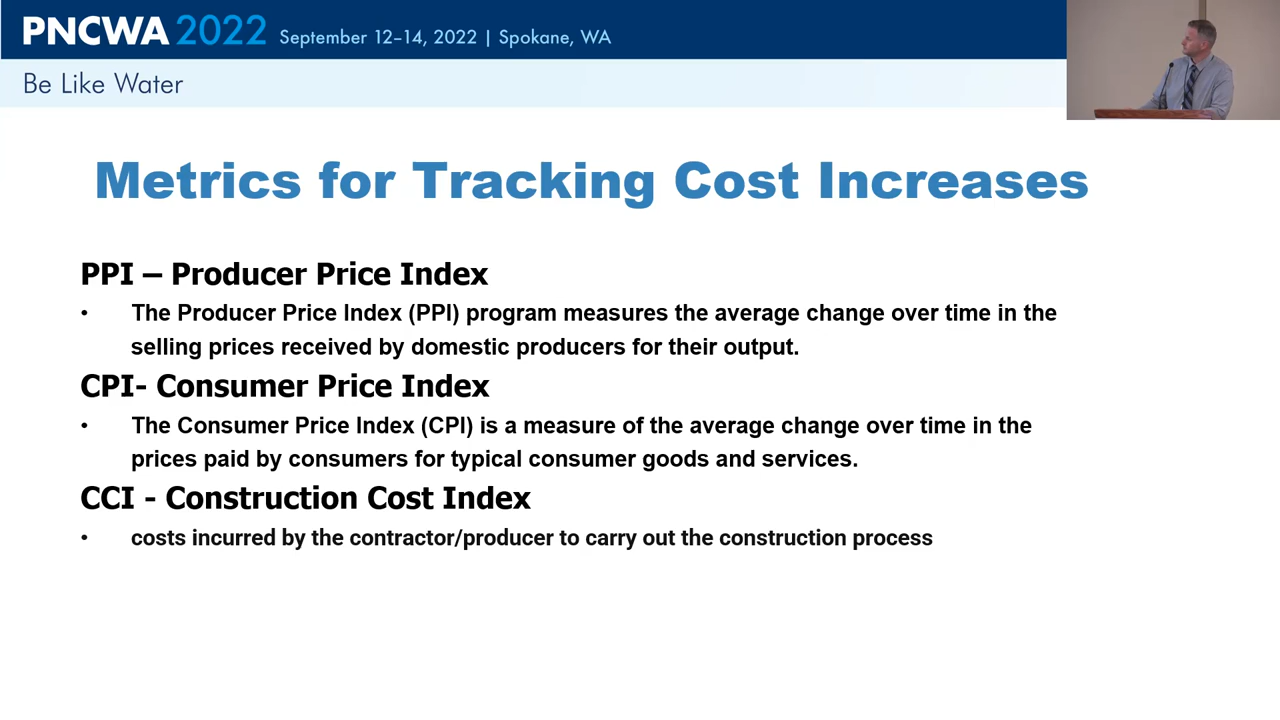 PNCWA 2022 September 12–14, 2022 | Spokane, WA
Be Like Water
Metrics for Tracking Cost Increases
PPI – Producer Price Index
• The Producer Price Index (PPI) program measures the average change over time in the
selling prices received by domestic producers for their output.
CPI- Consumer Price Index
• The Consumer Price Index (CPI) is a measure of the average change over time in the
prices paid by consumers for typical consumer goods and services.
CCI - Construction Cost Index
• costs incurred by the contractor/producer to carry out the construction process